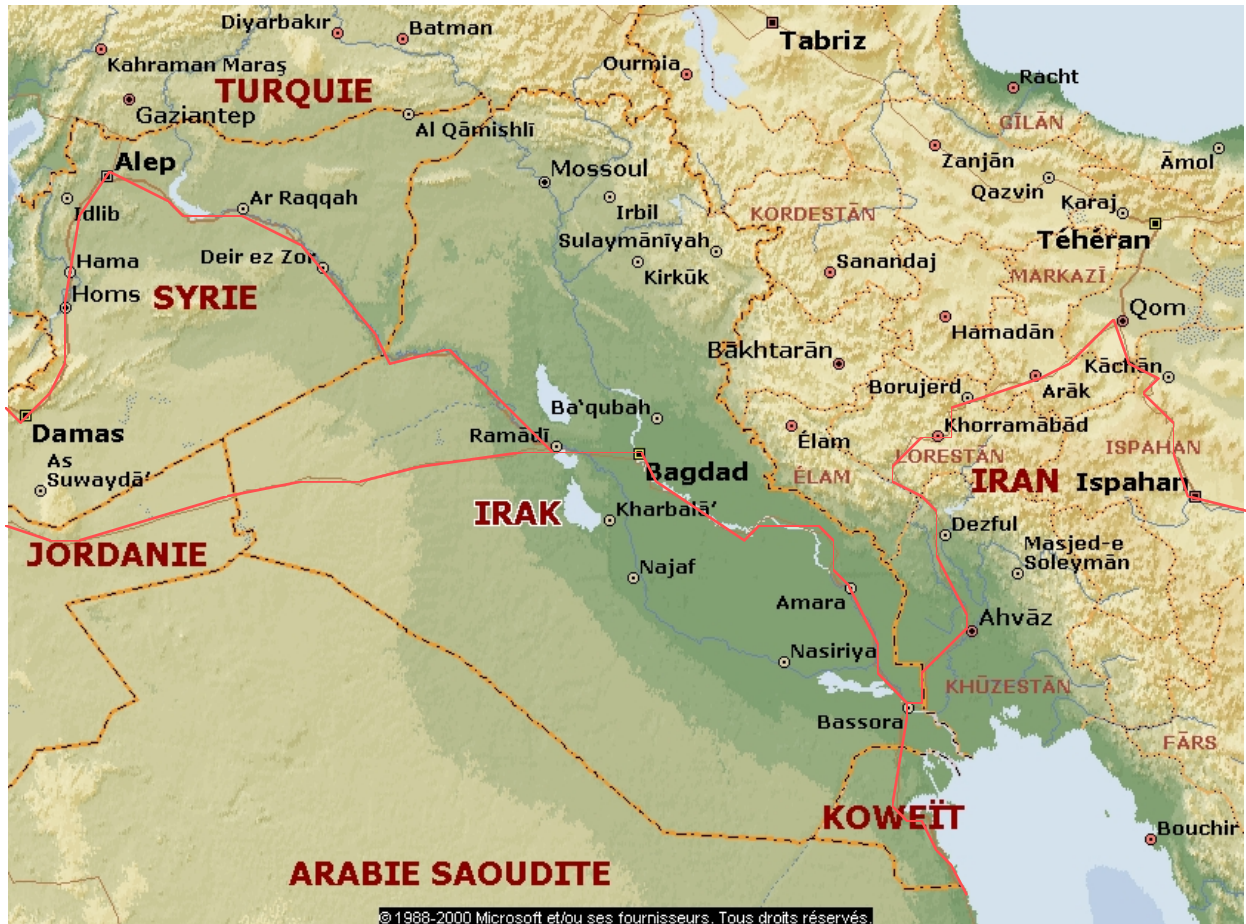 Diyarbakır
Batman
Tabriz
Kahraman Maraş
Ourmia
Racht
TURQUIE
Gaziantep
Al Qāmishlī
GĪLĀN
Alep
Mossoul
Zanjān
Āmol
Qazvin
Idlib
Ar Raqqah
Irbil
Karaj
KORDESTĀN
Téhéran
Sulaymānīyah
Hama
Deir ez Zor
Kirkūk
Sanandaj
MARKAZĪ
SYRIE
Homs
Qom
Hamadān
Bākhtarān
Kāchān
Borujerd
Arāk
Ba‘qubah
Damas
Ramādī
Élam
Khorramābād
ISPAHAN
As
Suwaydā’
Bagdad
ÉLAM
LORESTĀN
IRAN
Ispahan
IRAK
Kharbalā’
Dezful
JORDANIE
Masjed-e
Soleymān
Najaf
Amara
Ahvāz
Nasiriya
KHŪZESTĀN
Bassora
FĀRS
KOWEÏT
Bouchir
ARABIE SAOUDITE
© 1988-2000 Microsoft et/ou ses fournisseurs. Tous droits réservés.